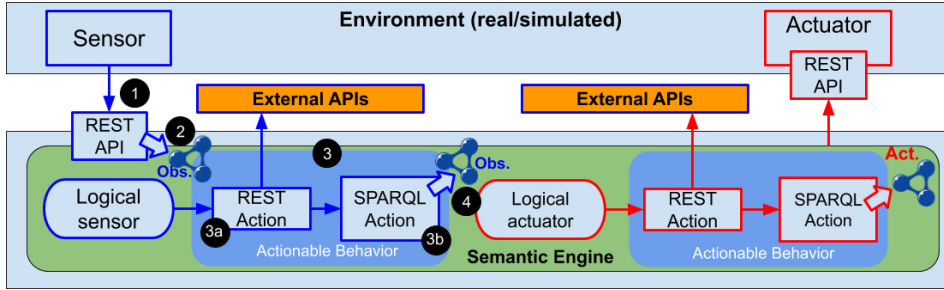 Environment (real/simulated)
Sensor
Actuator
REST
API
1
External APIs
External APIs
REST
API
2
Obs.
3
Obs.
Act.
Logical
sensor
REST
Action
3a
SPARQL
Action
3b
4
Logical
actuator
REST
Action
SPARQL
Action
Actionable Behavior
Semantic Engine
Actionable Behavior